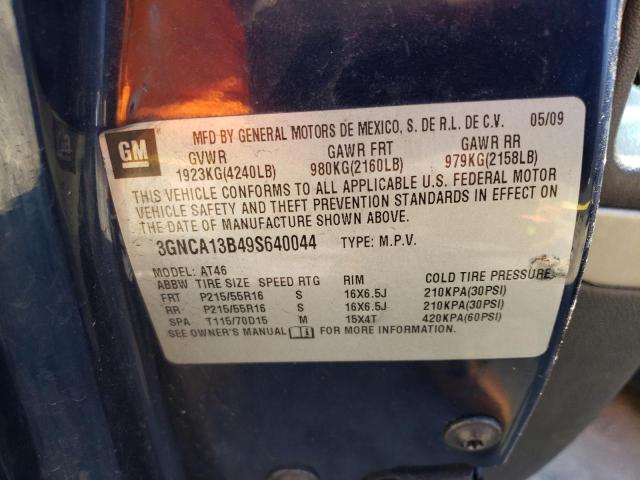 GM
MFD BY GENERAL MOTORS DE MEXICO, S. DE R.L. DE C.V. 05/09
GVWR GAWR FRT GAWR RR
1923KG(4240LB) 980KG(2160LB) 979KG(2158LB)
THIS VEHICLE CONFORMS TO ALL APPLICABLE U.S. FEDERAL MOTOR
VEHICLE SAFETY AND THEFT PREVENTION STANDARDS IN EFFECT ON
THE DATE OF MANUFACTURE SHOWN ABOVE.
3GNCA13B49S640044 TYPE: M.P.V.
MODEL: AT46
ABBW TIRE SIZE SPEED RTG RIM COLD TIRE PRESSURE
FRT P215/55R16 S 16X6.5J 210KPA(30PSI)
RR P215/55R16 S 16X6.5J 210KPA(30PSI)
SPA T115/70D15 M 15X4T 420KPA(60PSI)
SEE OWNER'S MANUAL FOR MORE INFORMATION.